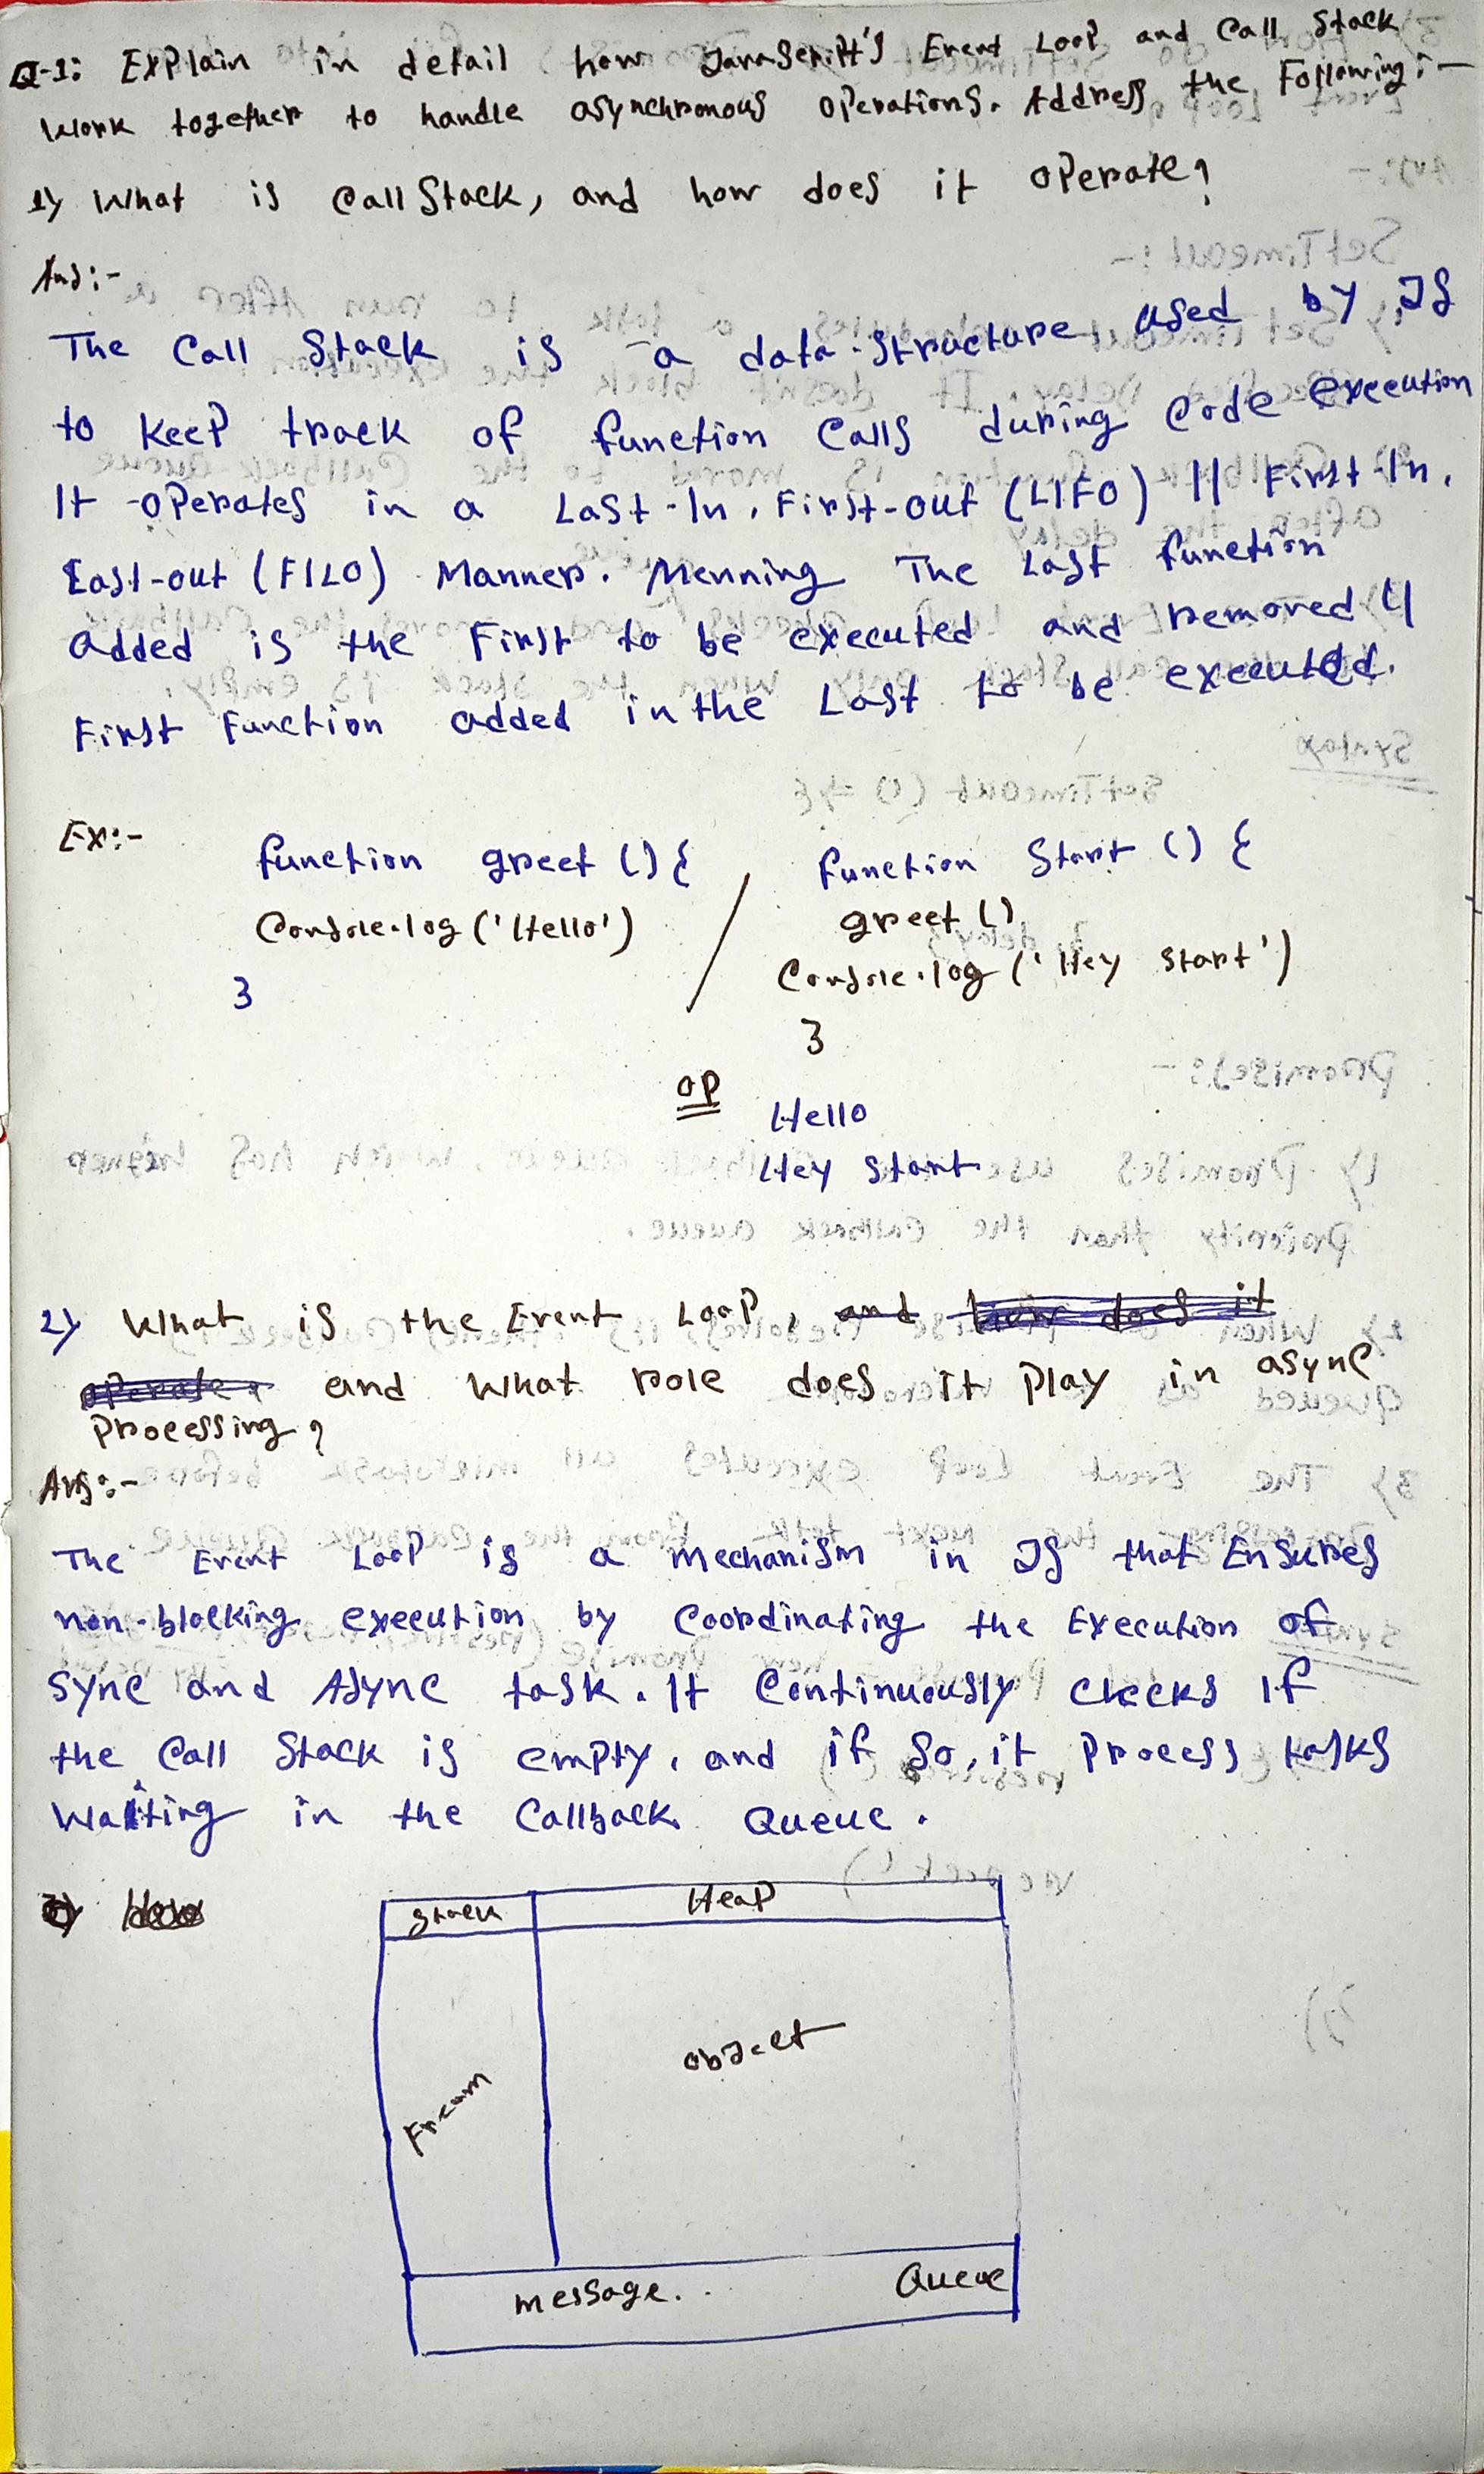 Q-1: Explain in detail how JavaScript's Event Loop and Call Stack
work together to handle asynchronous operations. Address the Following:-
1) What is Call Stack, and how does it operate?
Ans:-
The Call Stack is a data-structure used by JS
to keep track of function calls during code execution
It operates in a Last-In, First-out (LIFO) || First-In,
Last-out (FILO) Manner. Menning The Last function
added is the First to be executed and removed 4
First Function added in the Last to be executed.
Ex:-
function greet () { / function Start () {
Console.log ('Hello') greet ()
} Console.log ('Hey Start')
}
OP
Hello
Hey Start
2) What is the Event Loop, and how does it
operate? and what role does it play in async
processing?
Ans:-
The Event Loop is a mechanism in JS that Ensures
non-blocking execution by Coordinating the Execution of
Sync and Async task. It Continuously checks if
the Call Stack is empty, and if so, it process tasks
waiting in the Callback Queue.
Stack Heap
object
Fream
message... Queue